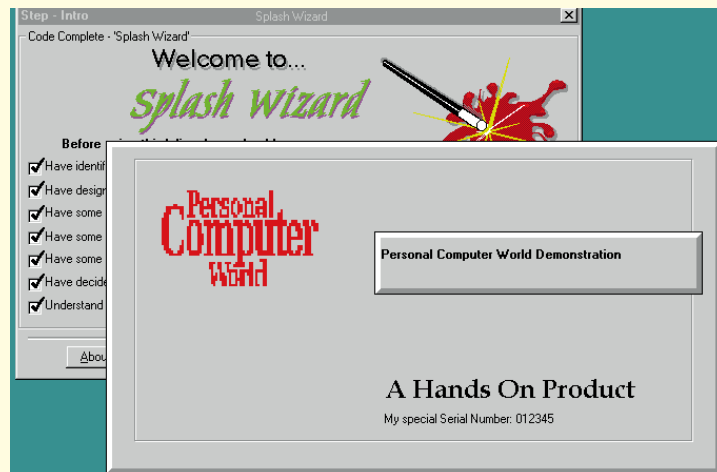 Step - Intro
Splash Wizard
Code Complete - 'Splash Wizard'
Welcome to...
Splash Wizard
Before
Have identif
Have design
Have some
Have some
Have some
Have decide
Understand
Abou
Personal
Computer
World
Personal Computer World Demonstration
A Hands On Product
My special Serial Number: 012345